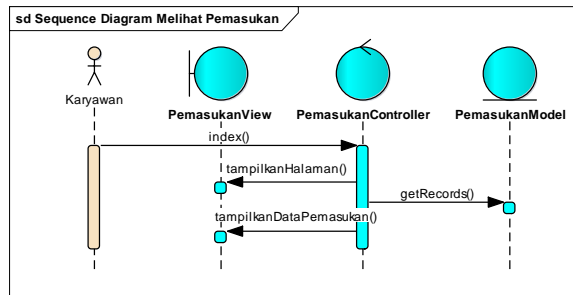 sd Sequence Diagram Melihat Pemasukan
Karyawan
PemasukanView
PemasukanController
PemasukanModel
index()
tampilkanHalaman()
getRecords()
tampilkanDataPemasukan()